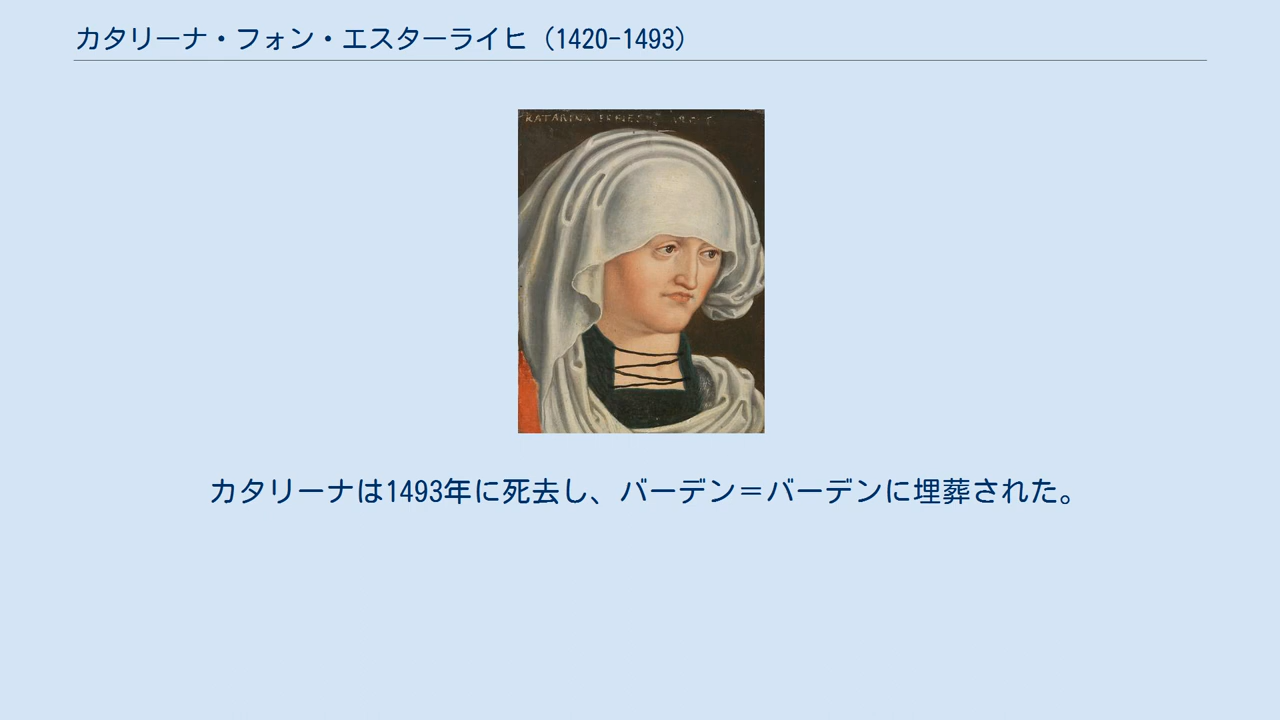 カタリーナ・フォン・エスターライヒ（1420-1493）
KATARINA
カタリーナは1493年に死去し、バーデン＝バーデンに埋葬された。